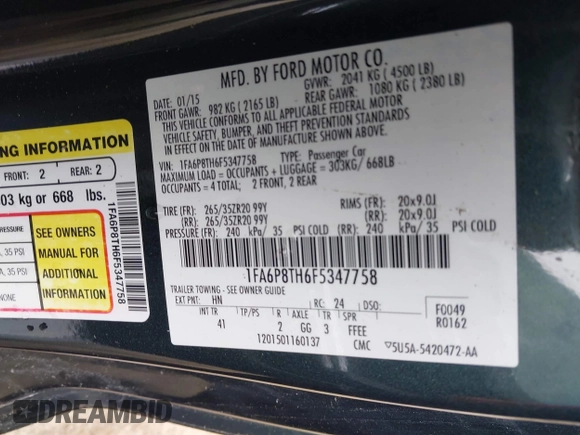 NG INFORMATION
FRONT: 2 REAR: 2
03 kg or 668 lbs.
PRESSURE
A, 35 PSI
A, 35 PSI
NONE
SEE OWNERS
MANUAL FOR
ADDITIONAL
INFORMATION
1FA6P8TH6F5347758
MFD. BY FORD MOTOR CO.
DATE: 01/15 GVWR: 2041 KG ( 4500 LB)
FRONT GAWR: 982 KG ( 2165 LB) REAR GAWR: 1080 KG ( 2380 LB)
THIS VEHICLE CONFORMS TO ALL APPLICABLE FEDERAL MOTOR
VEHICLE SAFETY, BUMPER, AND THEFT PREVENTION STANDARDS
IN EFFECT ON THE DATE OF MANUFACTURE SHOWN ABOVE.
VIN: 1FA6P8TH6F5347758 TYPE: Passenger Car
MAXIMUM LOAD = OCCUPANTS + LUGGAGE = 303KG/ 668LB
OCCUPANTS = 4 TOTAL; 2 FRONT, 2 REAR
TIRE (FR): 265/35ZR20 99Y RIMS (FR): 20x9.0J
(RR): 265/35ZR20 99Y (RR): 20x9.0J
PRESSURE (FR): 240 kPa/ 35 PSI COLD (RR): 240 kPa/ 35 PSI COLD
1FA6P8TH6F5347758
TRAILER TOWING - SEE OWNER GUIDE
EXT PNT: HN RC: 24 DSO: F0049
INT TR TP/PS R AXLE TR SPR R0162
41 2 GG 3 FFEE
1201501160137 CMC ▽5U5A-5420472-AA
DREAMBID